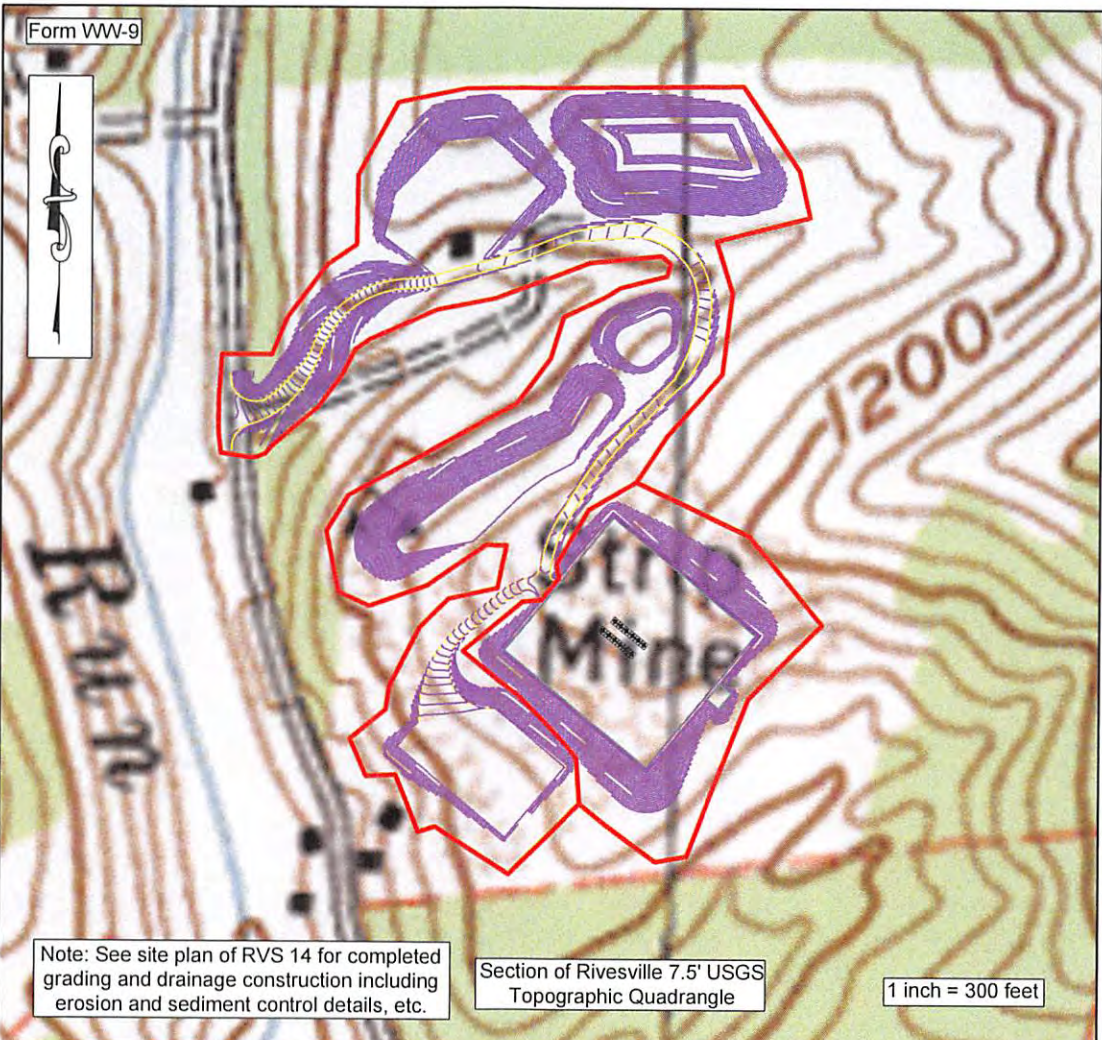 Form WW-9
1200
Strip
Mine
Run
Note: See site plan of RVS 14 for completed
grading and drainage construction including
erosion and sediment control details, etc.
Section of Rivesville 7.5' USGS
Topographic Quadrangle
1 inch = 300 feet